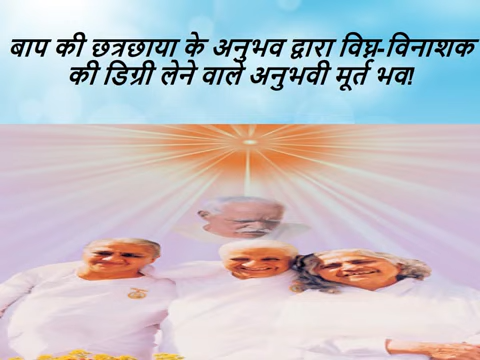 बाप की छत्रछाया के अनुभव द्वारा विघ्न-विनाशक
की डिग्री लेने वाले अनुभवी मूर्त भव!